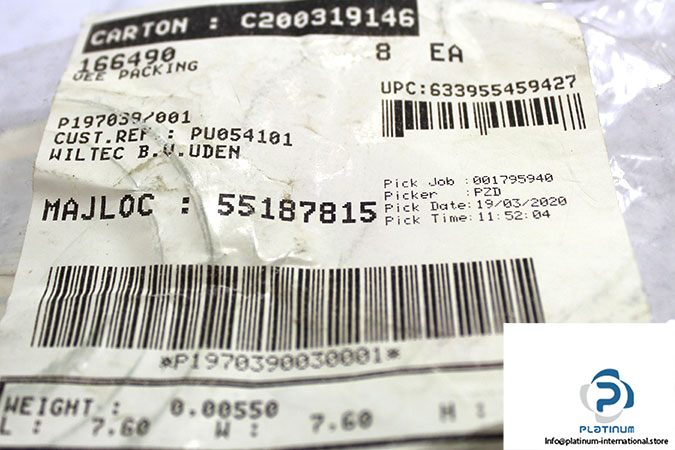 CARTON : C200319146
166490 8 EA
VEE PACKING
UPC:633955459427
P197039/001
CUST.REF : PU054101
WILTEC B.V.UDEN
MAJLOC : 55187815
Pick Job :001795940
Picker :PZD
Pick Date:19/03/2020
Pick Time:11:52:04
*P1970390030001*
WEIGHT : 0.00550
L : 7.60 W : 7.60 H :
PLATINUM
Info@platinum-international.store